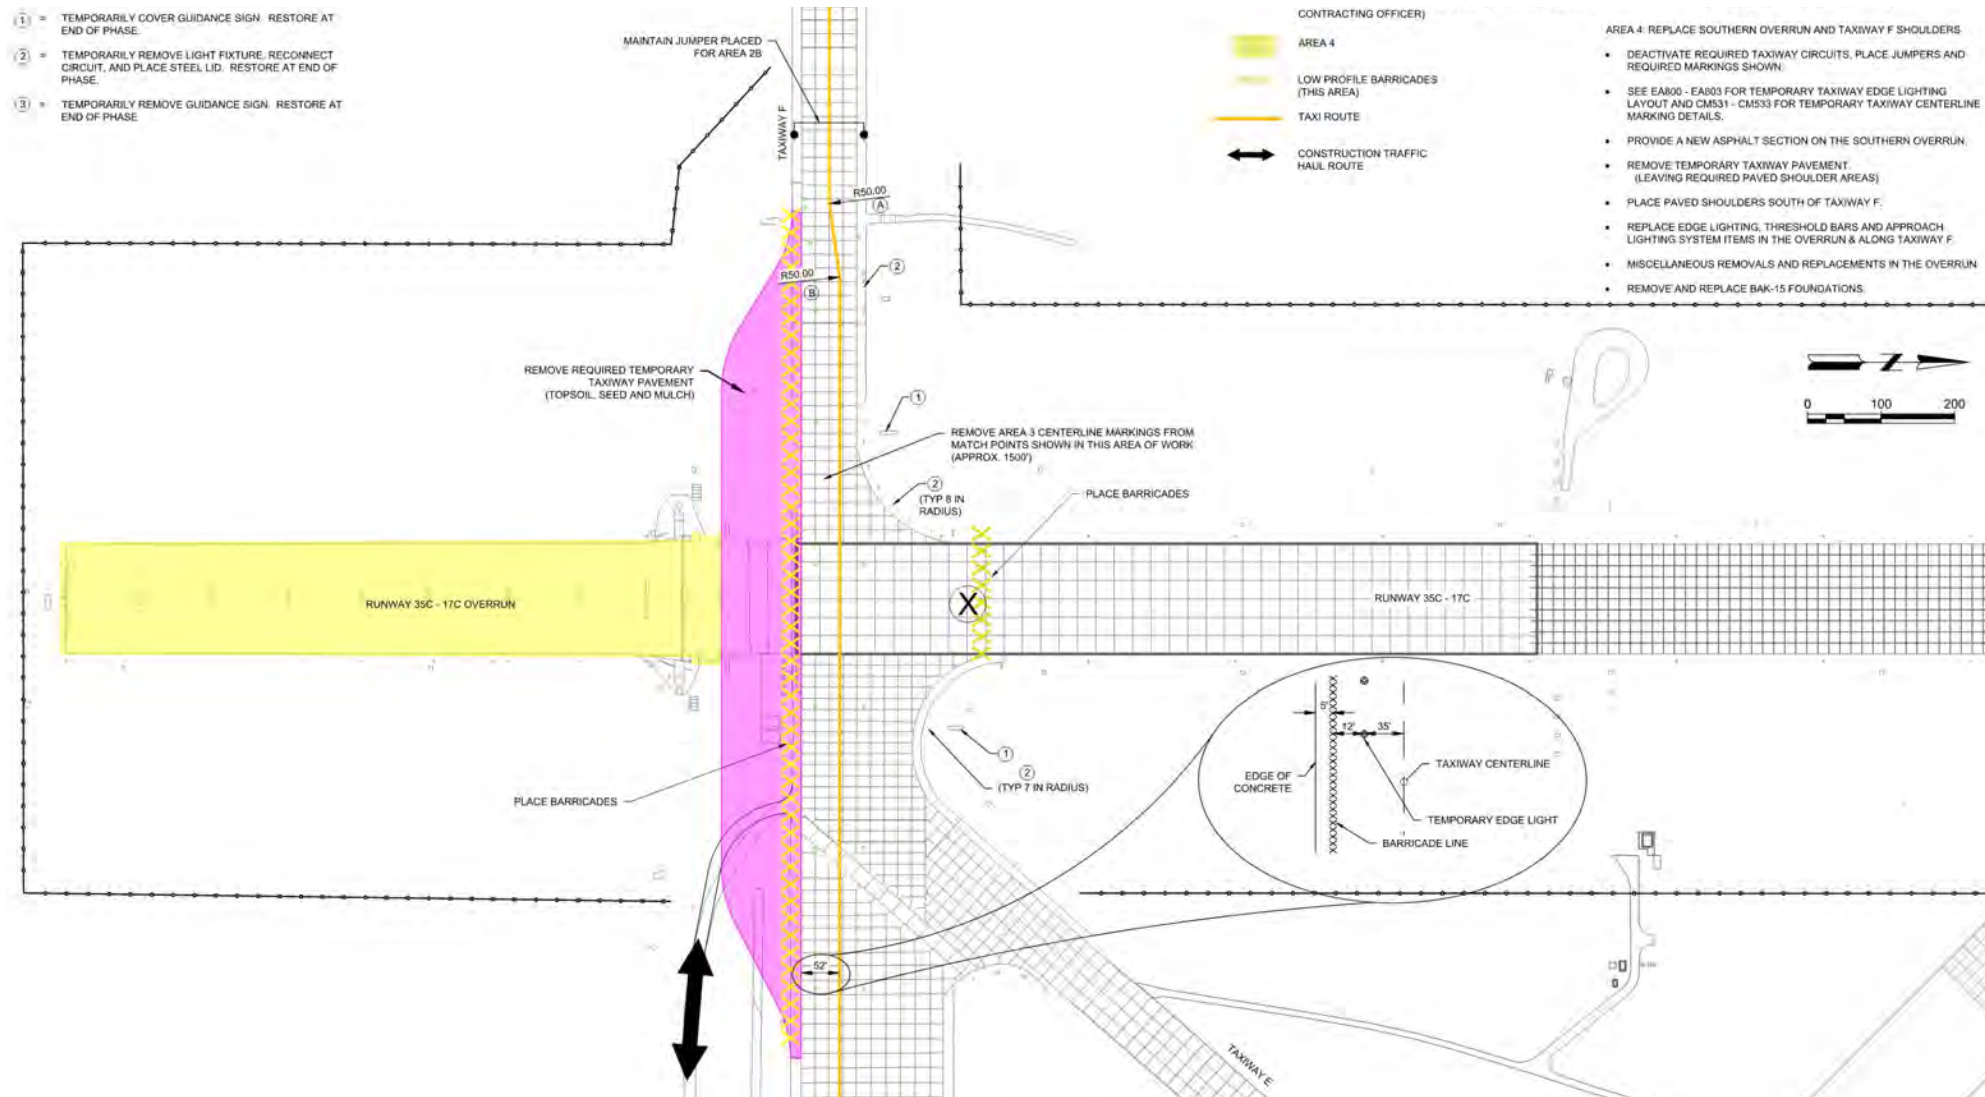 1 = TEMPORARILY COVER GUIDANCE SIGN. RESTORE AT
END OF PHASE.
2 = TEMPORARILY REMOVE LIGHT FIXTURE, RECONNECT
CIRCUIT, AND PLACE STEEL LID. RESTORE AT END OF
PHASE.
3 = TEMPORARILY REMOVE GUIDANCE SIGN. RESTORE AT
END OF PHASE
MAINTAIN JUMPER PLACED
FOR AREA 2B
TAXIWAY F
R50.00
A
R50.00
B
2
REMOVE REQUIRED TEMPORARY
TAXIWAY PAVEMENT
(TOPSOIL, SEED AND MULCH)
1
REMOVE AREA 3 CENTERLINE MARKINGS FROM
MATCH POINTS SHOWN IN THIS AREA OF WORK
(APPROX. 1500')
2
(TYP 8 IN
RADIUS)
PLACE BARRICADES
RUNWAY 35C - 17C OVERRUN
X
RUNWAY 35C - 17C
1
2
(TYP 7 IN RADIUS)
PLACE BARRICADES
52'
TAXIWAY E
5'
12'
35'
EDGE OF
CONCRETE
TAXIWAY CENTERLINE
TEMPORARY EDGE LIGHT
BARRICADE LINE
CONTRACTING OFFICER)
AREA 4
LOW PROFILE BARRICADES
(THIS AREA)
TAXI ROUTE
CONSTRUCTION TRAFFIC
HAUL ROUTE
AREA 4: REPLACE SOUTHERN OVERRUN AND TAXIWAY F SHOULDERS
• DEACTIVATE REQUIRED TAXIWAY CIRCUITS, PLACE JUMPERS AND
REQUIRED MARKINGS SHOWN.
• SEE EA800 - EA803 FOR TEMPORARY TAXIWAY EDGE LIGHTING
LAYOUT AND CM531 - CM533 FOR TEMPORARY TAXIWAY CENTERLINE
MARKING DETAILS.
• PROVIDE A NEW ASPHALT SECTION ON THE SOUTHERN OVERRUN.
• REMOVE TEMPORARY TAXIWAY PAVEMENT.
(LEAVING REQUIRED PAVED SHOULDER AREAS)
• PLACE PAVED SHOULDERS SOUTH OF TAXIWAY F.
• REPLACE EDGE LIGHTING, THRESHOLD BARS AND APPROACH
LIGHTING SYSTEM ITEMS IN THE OVERRUN & ALONG TAXIWAY F.
• MISCELLANEOUS REMOVALS AND REPLACEMENTS IN THE OVERRUN
• REMOVE AND REPLACE BAK-15 FOUNDATIONS.
Z
0 100 200